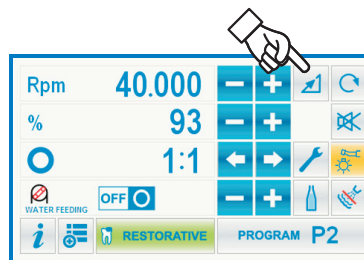 Rpm 40.000 - +
% 93 - +
1:1
WATER FEEDING OFF - +
i RESTORATIVE PROGRAM P2